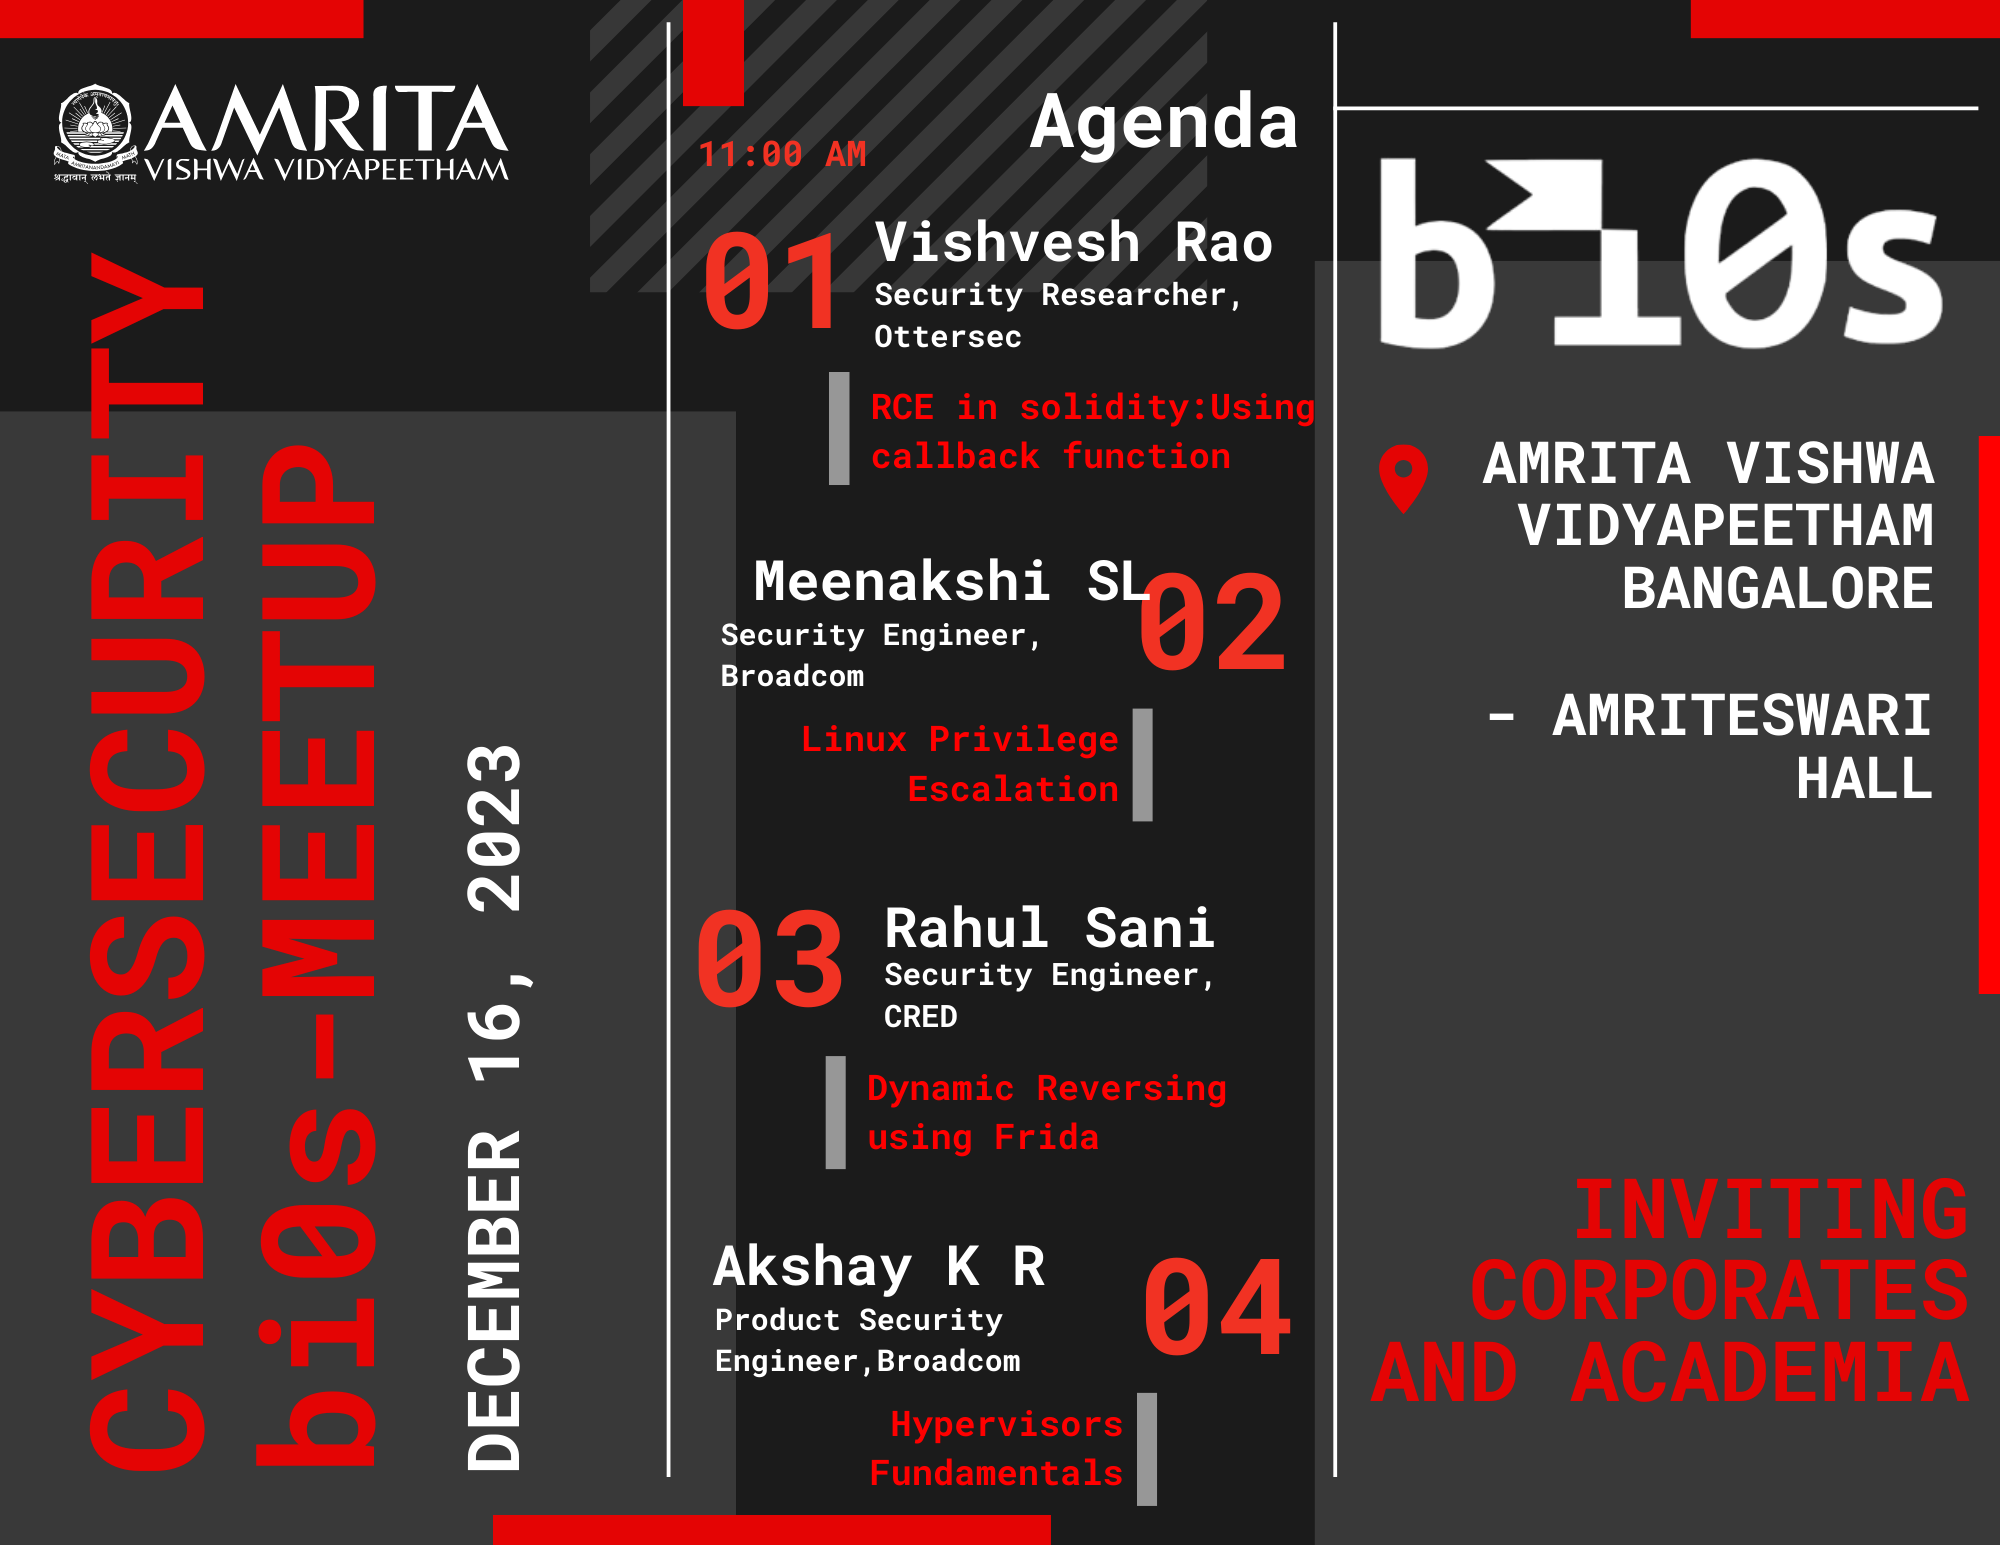 AMRITA
VISHWA VIDYAPEETHAM
श्रद्धावान् लभते ज्ञानम्
CYBERSECURITY
bi0s-MEETUP
DECEMBER 16, 2023
Agenda
11:00 AM
01
Vishvesh Rao
Security Researcher,
Ottersec
RCE in solidity:Using
callback function
Meenakshi SL
02
Security Engineer,
Broadcom
Linux Privilege
Escalation
03
Rahul Sani
Security Engineer,
CRED
Dynamic Reversing
using Frida
Akshay K R
04
Product Security
Engineer,Broadcom
Hypervisors
Fundamentals
bi0s
AMRITA VISHWA
VIDYAPEETHAM
BANGALORE
- AMRITESWARI
HALL
INVITING
CORPORATES
AND ACADEMIA